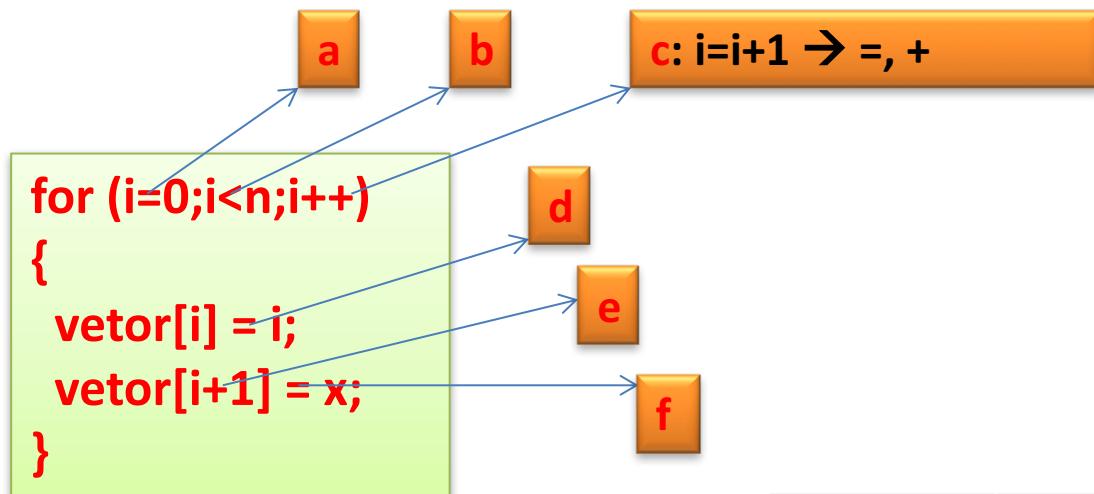 a
b
c: i=i+1 → =, +
for (i=0;i<n;i++)
{
vetor[i] = i;
vetor[i+1] = x;
}
d
e
f